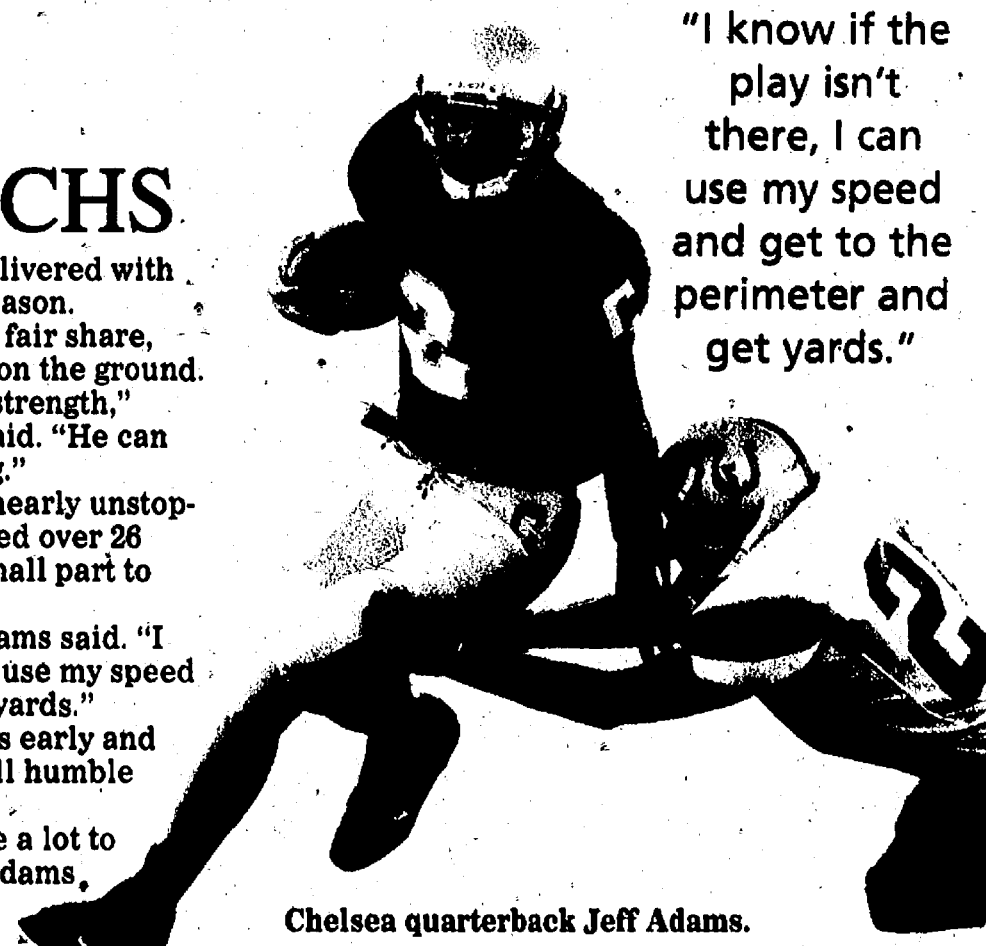 CHS
livered with
ason.
fair share,
on the ground.
strength,”
aid. “He can
g.”
nearly unstop-
ed over 26
nall part to
ams said. “I
use my speed
yards.”
s early and
ll humble
e a lot to
dams.
"I know if the
play isn't
there, I can
use my speed
and get to the
perimeter and
get yards."
Chelsea quarterback Jeff Adams.